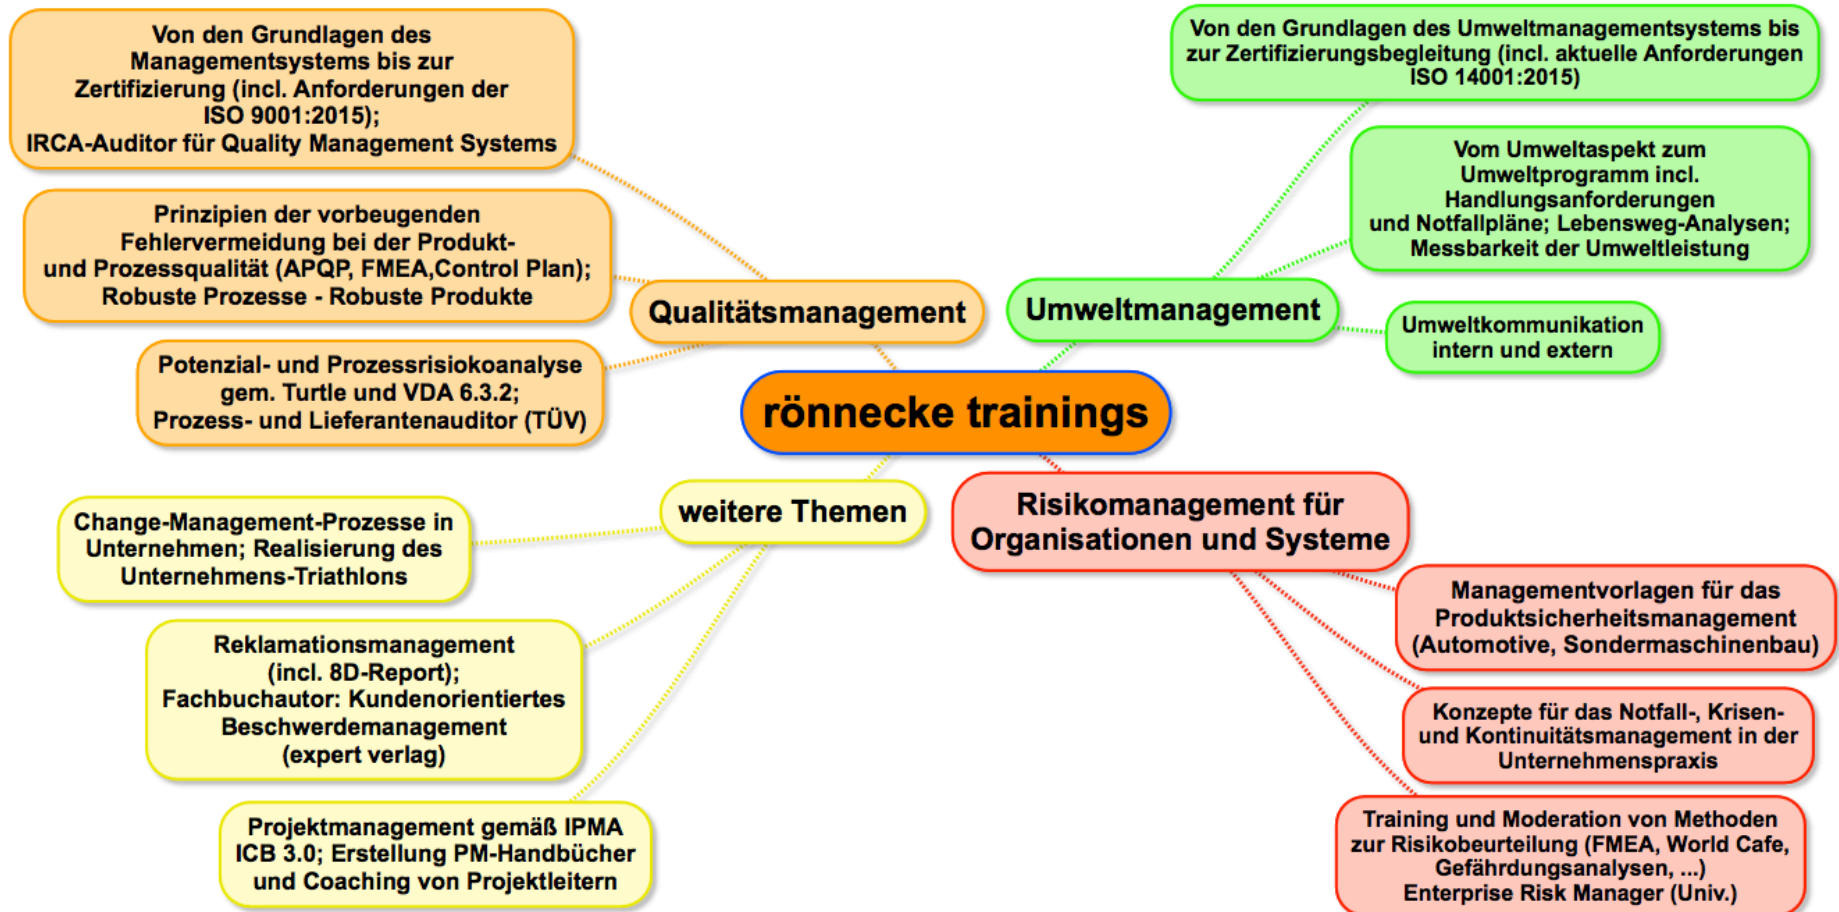 Von den Grundlagen des
Managementsystems bis zur
Zertifizierung (incl. Anforderungen der
ISO 9001:2015);
IRCA-Auditor für Quality Management Systems
Prinzipien der vorbeugenden
Fehlervermeidung bei der Produkt-
und Prozessqualität (APQP, FMEA,Control Plan);
Robuste Prozesse - Robuste Produkte
Potenzial- und Prozessrisiokoanalyse
gem. Turtle und VDA 6.3.2;
Prozess- und Lieferantenauditor (TÜV)
Qualitätsmanagement
Von den Grundlagen des Umweltmanagementsystems bis
zur Zertifizierungsbegleitung (incl. aktuelle Anforderungen
ISO 14001:2015)
Vom Umweltaspekt zum
Umweltprogramm incl.
Handlungsanforderungen
und Notfallpläne; Lebensweg-Analysen;
Messbarkeit der Umweltleistung
Umweltmanagement
Umweltkommunikation
intern und extern
rönnecke trainings
weitere Themen
Change-Management-Prozesse in
Unternehmen; Realisierung des
Unternehmens-Triathlons
Reklamationsmanagement
(incl. 8D-Report);
Fachbuchautor: Kundenorientiertes
Beschwerdemanagement
(expert verlag)
Projektmanagement gemäß IPMA
ICB 3.0; Erstellung PM-Handbücher
und Coaching von Projektleitern
Risikomanagement für
Organisationen und Systeme
Managementvorlagen für das
Produktsicherheitsmanagement
(Automotive, Sondermaschinenbau)
Konzepte für das Notfall-, Krisen-
und Kontinuitätsmanagement in der
Unternehmenspraxis
Training und Moderation von Methoden
zur Risikobeurteilung (FMEA, World Cafe,
Gefährdungsanalysen, ...)
Enterprise Risk Manager (Univ.)